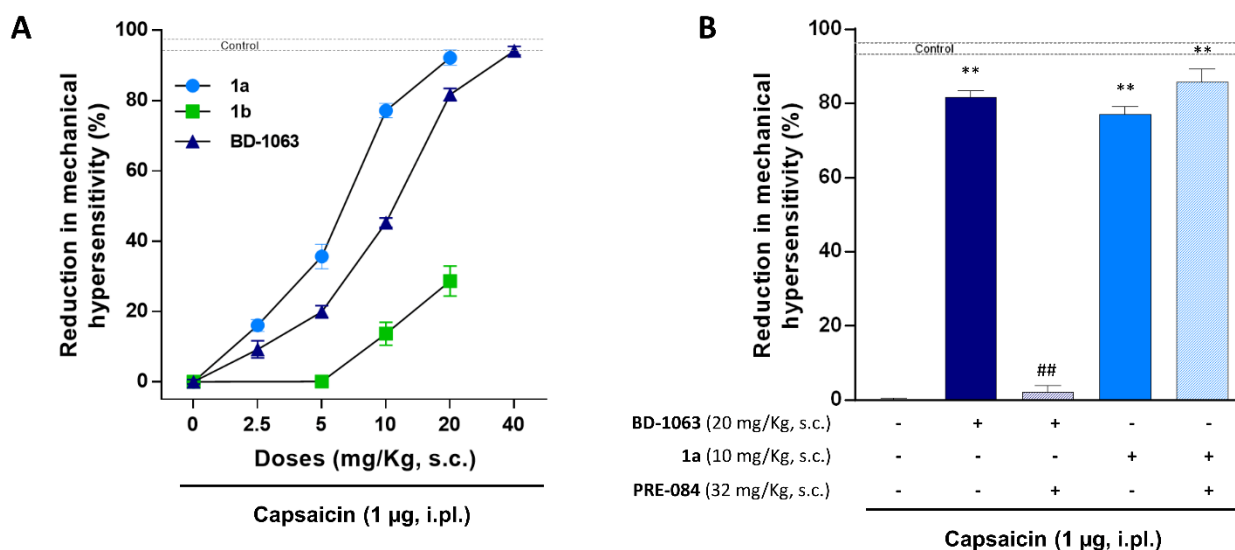 A
Reduction in mechanical
hypersensitivity (%)
100
80
60
40
20
0
Control
1a
1b
BD-1063
0 2.5 5 10 20 40
Doses (mg/Kg, s.c.)
Capsaicin (1 µg, i.pl.)
B
Reduction in mechanical
hypersensitivity (%)
100
80
60
40
20
0
Control
** ## ** **
BD-1063 (20 mg/Kg, s.c.) - + + - -
1a (10 mg/Kg, s.c.) - - - + +
PRE-084 (32 mg/Kg, s.c.) - - + - +
Capsaicin (1 µg, i.pl.)